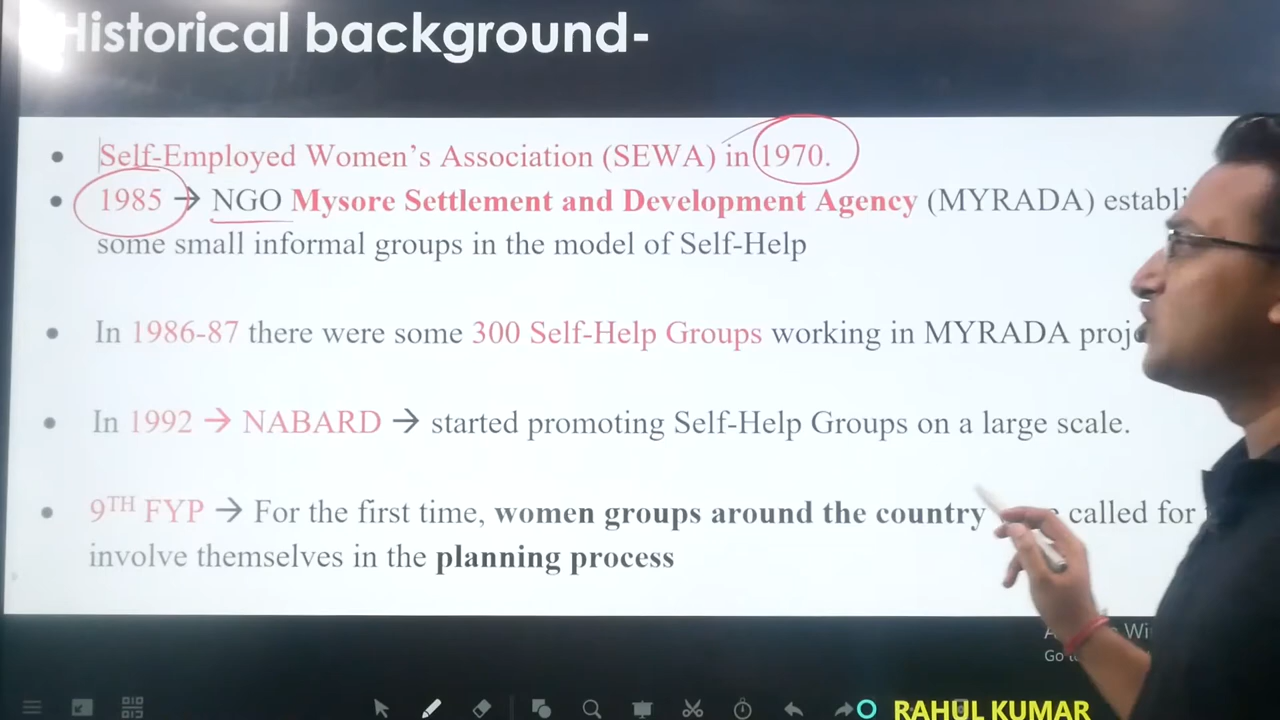 Historical background-
• Self-Employed Women's Association (SEWA) in 1970.
• 1985 → NGO Mysore Settlement and Development Agency (MYRADA)
some small informal groups in the model of Self-Help
• In 1986-87 there were some 300 Self-Help Groups working in MYRADA
• In 1992 → NABARD → started promoting Self-Help Groups on a large scale.
• 9TH FYP → For the first time, women groups around the country called for
involve themselves in the planning process
RAHUL KUMAR